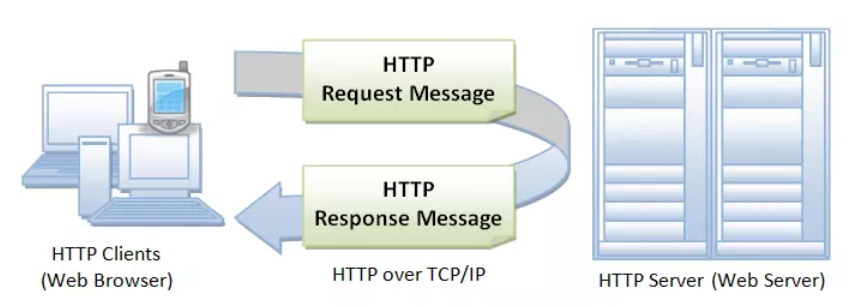 HTTP
Request Message
HTTP
Response Message
HTTP Clients
(Web Browser)
HTTP over TCP/IP
HTTP Server (Web Server)